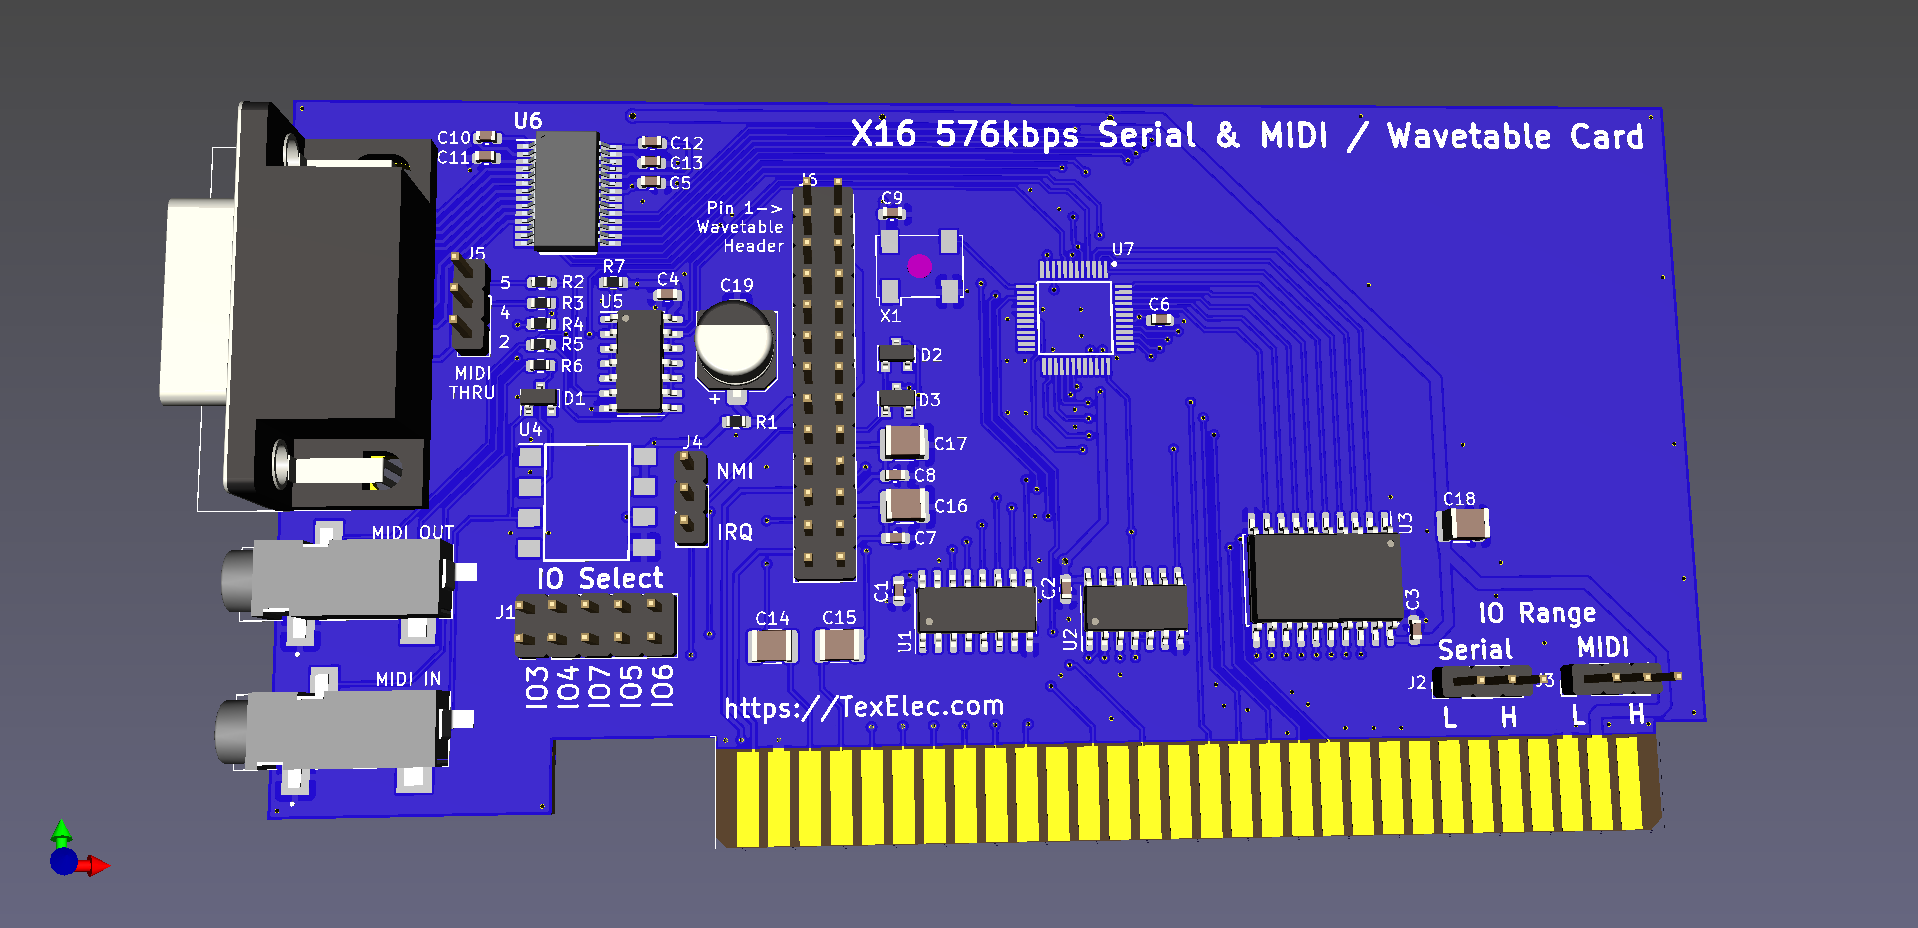 X16 576kbps Serial & MIDI / Wavetable Card
U6
C10
C11
C12
C13
C5
J6
Pin 1->
Wavetable
Header
C9
X1
U7
C6
J5
5
4
2
MIDI
THRU
R2
R3
R4
R5
R6
D1
R7
U5
C4
C19
+
R1
D2
D3
C17
C8
C16
C7
U4
J4
NMI
IRQ
MIDI OUT
MIDI IN
IO Select
J1
IO3
IO4
IO7
IO5
IO6
C14
C15
C1
U1
C2
U2
U3
C18
C3
IO Range
Serial
MIDI
J2
J3
L H
L H
https://TexElec.com